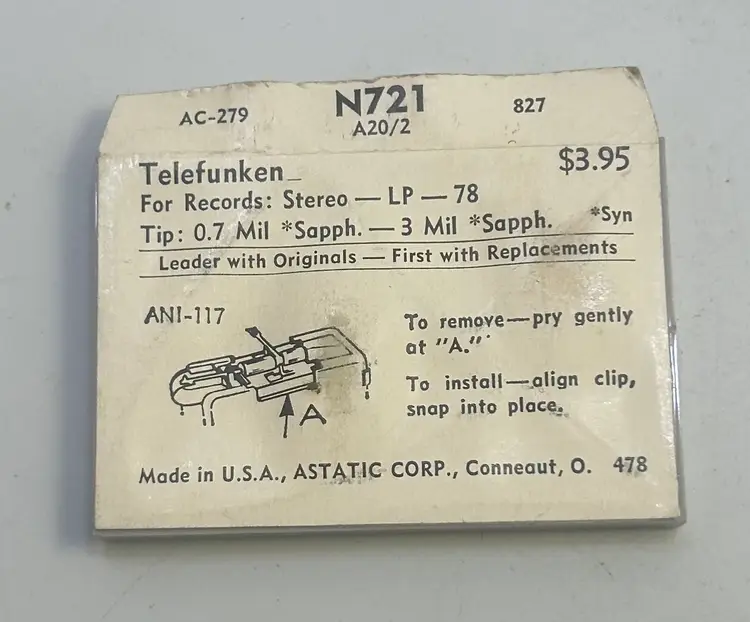 AC-279 N721 827
A20/2
Telefunken $3.95
For Records: Stereo — LP — 78
Tip: 0.7 Mil *Sapph. — 3 Mil *Sapph. *Syn
Leader with Originals — First with Replacements
ANI-117
To remove—pry gently
at "A."
To install—align clip,
snap into place.
A
Made in U.S.A., ASTATIC CORP., Conneaut, O. 478